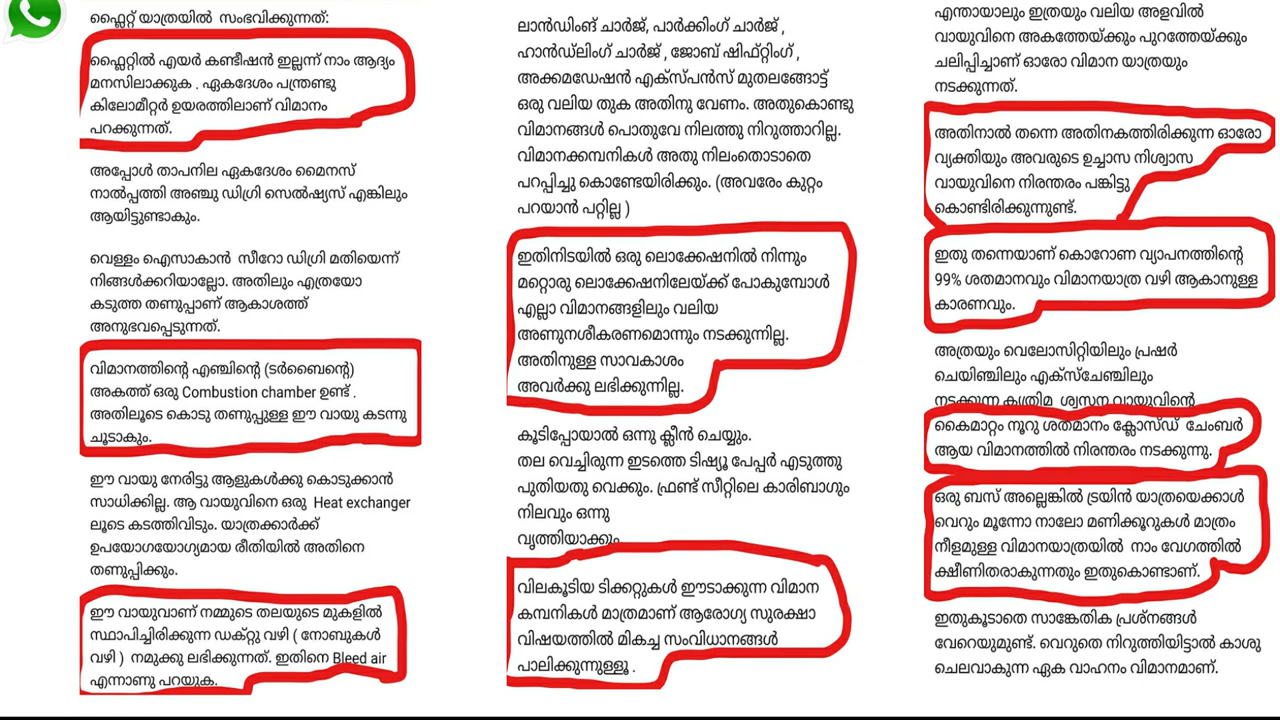 ഫ്ലൈറ്റ് യാത്രയിൽ സംഭവിക്കുന്നത്:
ഫ്ലൈറ്റിൽ എയർ കണ്ടീഷൻ ഇല്ലന്ന് നാം ആദ്യം
മനസിലാക്കുക . ഏകദേശം പന്ത്രണ്ടു
കിലോമീറ്റർ ഉയരത്തിലാണ് വിമാനം
പറക്കുന്നത്.
അപ്പോൾ താപനില ഏകദേശം മൈനസ്
നാൽപ്പത്തി അഞ്ചു ഡിഗ്രി സെൽഷ്യസ് എങ്കിലും
ആയിട്ടുണ്ടാകും.
വെള്ളം ഐസാകാൻ സീറോ ഡിഗ്രി മതിയെന്ന്
നിങ്ങൾക്കറിയാല്ലോ. അതിലും എത്രയോ
കടുത്ത തണുപ്പാണ് ആകാശത്ത്
അനുഭവപ്പെടുന്നത്.
വിമാനത്തിന്റെ എഞ്ചിന്റെ (ടർബൈന്റെ)
അകത്ത് ഒരു Combustion chamber ഉണ്ട് .
അതിലൂടെ കൊടു തണുപ്പുള്ള ഈ വായു കടന്നു
ചൂടാകും.
ഈ വായു നേരിട്ടു ആളുകൾക്കു കൊടുക്കാൻ
സാധിക്കില്ല. ആ വായുവിനെ ഒരു Heat exchanger
ലൂടെ കടത്തിവിടും. യാത്രക്കാർക്ക്
ഉപയോഗയോഗ്യമായ രീതിയിൽ അതിനെ
തണുപ്പിക്കും.
ഈ വായുവാണ് നമ്മുടെ തലയുടെ മുകളിൽ
സ്ഥാപിച്ചിരിക്കുന്ന ഡക്റ്റു വഴി ( നോബുകൾ
വഴി ) നമുക്കു ലഭിക്കുന്നത്. ഇതിനെ Bleed air
എന്നാണു പറയുക.
ലാൻഡിംങ് ചാർജ്, പാർക്കിംഗ് ചാർജ് ,
ഹാൻഡ്‌ലിംഗ് ചാർജ് , ജോബ് ഷിഫ്റ്റിംഗ് ,
അക്കമഡേഷൻ എക്സ്പൻസ് മുതലങ്ങോട്ട്
ഒരു വലിയ തുക അതിനു വേണം. അതുകൊണ്ടു
വിമാനങ്ങൾ പൊതുവേ നിലത്തു നിറുത്താറില്ല.
വിമാനക്കമ്പനികൾ അതു നിലംതൊടാതെ
പറപ്പിച്ചു കൊണ്ടേയിരിക്കും. (അവരേം കുറ്റം
പറയാൻ പറ്റില്ല )
ഇതിനിടയിൽ ഒരു ലൊക്കേഷനിൽ നിന്നും
മറ്റൊരു ലൊക്കേഷനിലേയ്ക്ക് പോകുമ്പോൾ
എല്ലാ വിമാനങ്ങളിലും വലിയ
അണുനശീകരണമൊന്നും നടക്കുന്നില്ല.
അതിനുള്ള സാവകാശം
അവർക്കു ലഭിക്കുന്നില്ല.
കൂടിപ്പോയാൽ ഒന്നു ക്ലീൻ ചെയ്യും.
തല വെച്ചിരുന്ന ഇടത്തെ ടിഷ്യൂ പേപ്പർ എടുത്തു
പുതിയതു വെക്കും. ഫ്രണ്ട് സീറ്റിലെ കാരിബാഗും
നിലവും ഒന്നു
വൃത്തിയാക്കും
വിലകൂടിയ ടിക്കറ്റുകൾ ഈടാക്കുന്ന വിമാന
കമ്പനികൾ മാത്രമാണ് ആരോഗ്യ സുരക്ഷാ
വിഷയത്തിൽ മികച്ച സംവിധാനങ്ങൾ
പാലിക്കുന്നുള്ളൂ .
എന്തായാലും ഇത്രയും വലിയ അളവിൽ
വായുവിനെ അകത്തേയ്ക്കും പുറത്തേയ്ക്കും
ചലിപ്പിച്ചാണ് ഓരോ വിമാന യാത്രയും
നടക്കുന്നത്.
അതിനാൽ തന്നെ അതിനകത്തിരിക്കുന്ന ഓരോ
വ്യക്തിയും അവരുടെ ഉച്ചാസ നിശ്വാസ
വായുവിനെ നിരന്തരം പങ്കിട്ടു
കൊണ്ടിരിക്കുന്നുണ്ട്.
ഇതു തന്നെയാണ് കൊറോണ വ്യാപനത്തിന്റെ
99% ശതമാനവും വിമാനയാത്ര വഴി ആകാനുള്ള
കാരണവും.
അത്രയും വെലോസിറ്റിയിലും പ്രഷർ
ചെയിഞ്ചിലും എക്സ്ചേഞ്ചിലും
നടക്കുന്ന കൃത്രിമ ശ്വസന വായുവിന്റെ
കൈമാറ്റം നൂറു ശതമാനം ക്ലോസ്ഡ് ചേംബർ
ആയ വിമാനത്തിൽ നിരന്തരം നടക്കുന്നു.
ഒരു ബസ് അല്ലെങ്കിൽ ട്രയിൻ യാത്രയെക്കാൾ
വെറും മൂന്നോ നാലോ മണിക്കൂറുകൾ മാത്രം
നീളമുള്ള വിമാനയാത്രയിൽ നാം വേഗത്തിൽ
ക്ഷീണിതരാകുന്നതും ഇതുകൊണ്ടാണ്.
ഇതുകൂടാതെ സാങ്കേതിക പ്രശ്നങ്ങൾ
വേറെയുമുണ്ട്. വെറുതെ നിറുത്തിയിട്ടാൽ കാശു
ചെലവാകുന്ന ഏക വാഹനം വിമാനമാണ്.